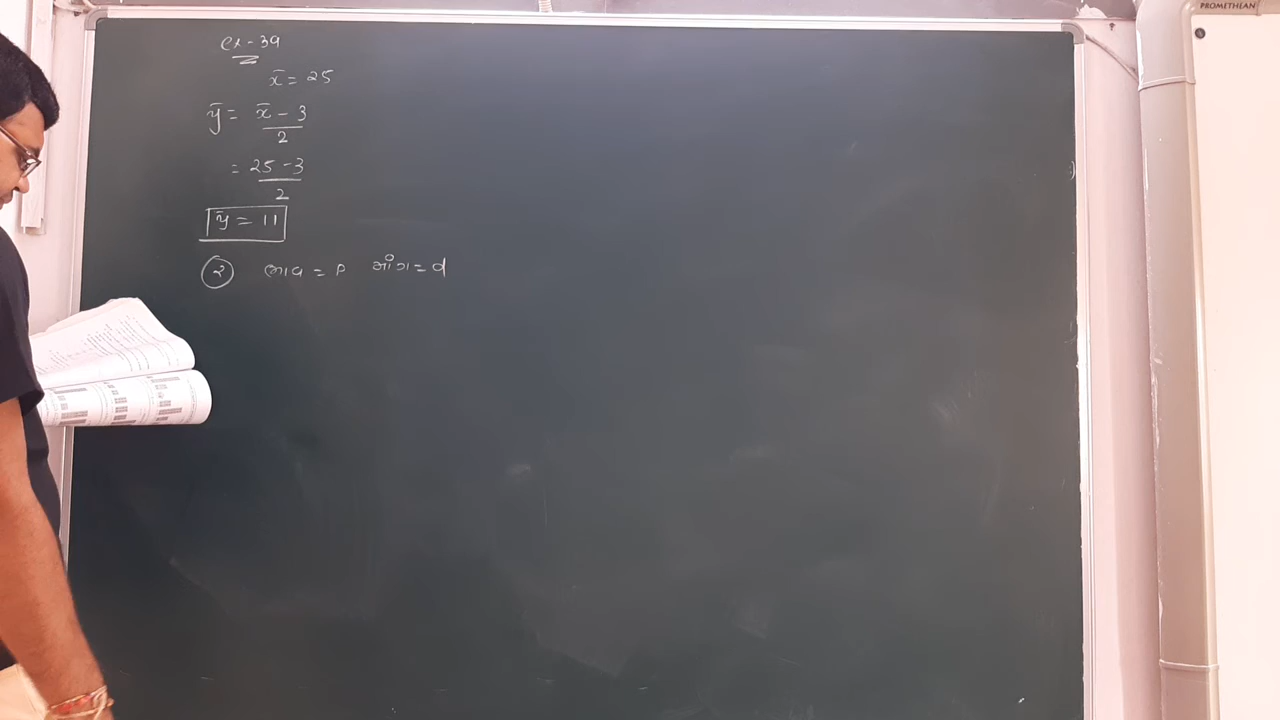 ex - 39
x̄ = 25
ȳ = x̄ - 3 / 2
= 25 - 3 / 2
ȳ = 11
૨ ભાવ = P માંગ = d
PROMETHEAN